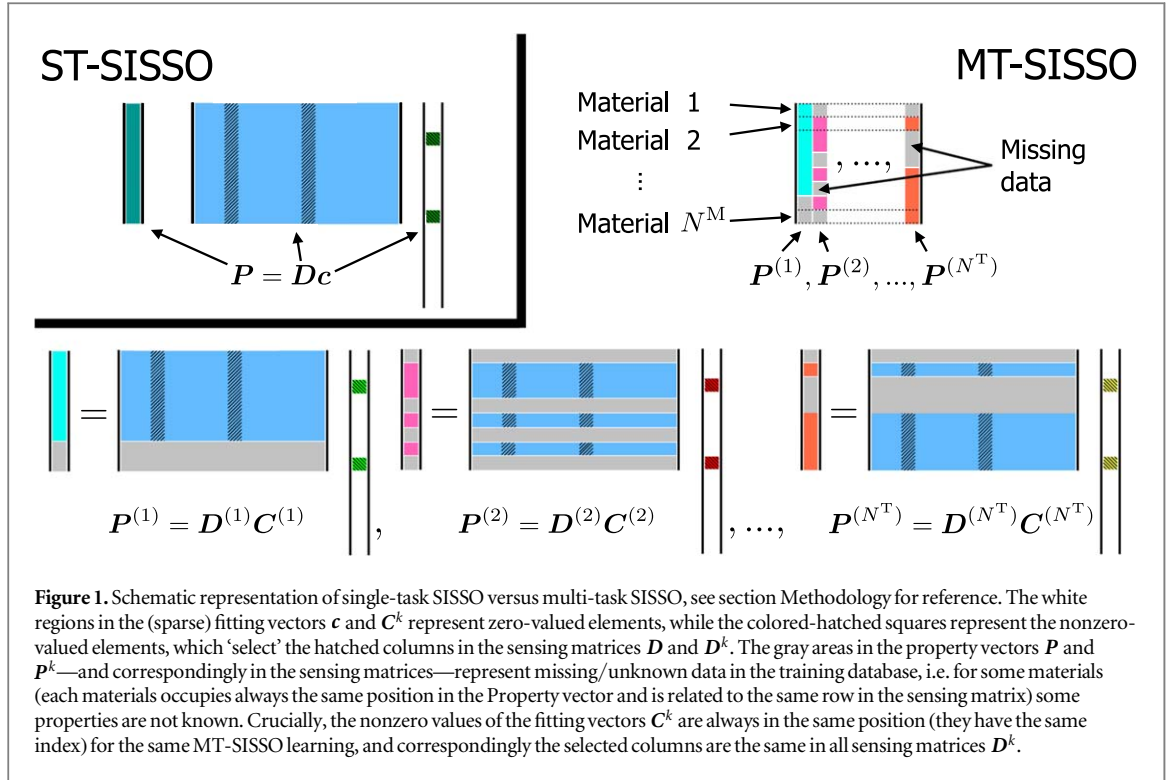 ST-SISSO
P = Dc
MT-SISSO
Material 1
Material 2
⋮
Material N^M
, ...,
Missing
data
P^(1), P^(2), ..., P^(N^T)
=
=
=
P^(1) = D^(1)C^(1) , P^(2) = D^(2)C^(2) , ..., P^(N^T) = D^(N^T)C^(N^T)
Figure 1. Schematic representation of single-task SISSO versus multi-task SISSO, see section Methodology for reference. The white
regions in the (sparse) fitting vectors c and C^k represent zero-valued elements, while the colored-hatched squares represent the nonzero-
valued elements, which ‘select’ the hatched columns in the sensing matrices D and D^k. The gray areas in the property vectors P and
P^k—and correspondingly in the sensing matrices—represent missing/unknown data in the training database, i.e. for some materials
(each materials occupies always the same position in the Property vector and is related to the same row in the sensing matrix) some
properties are not known. Crucially, the nonzero values of the fitting vectors C^k are always in the same position (they have the same
index) for the same MT-SISSO learning, and correspondingly the selected columns are the same in all sensing matrices D^k.